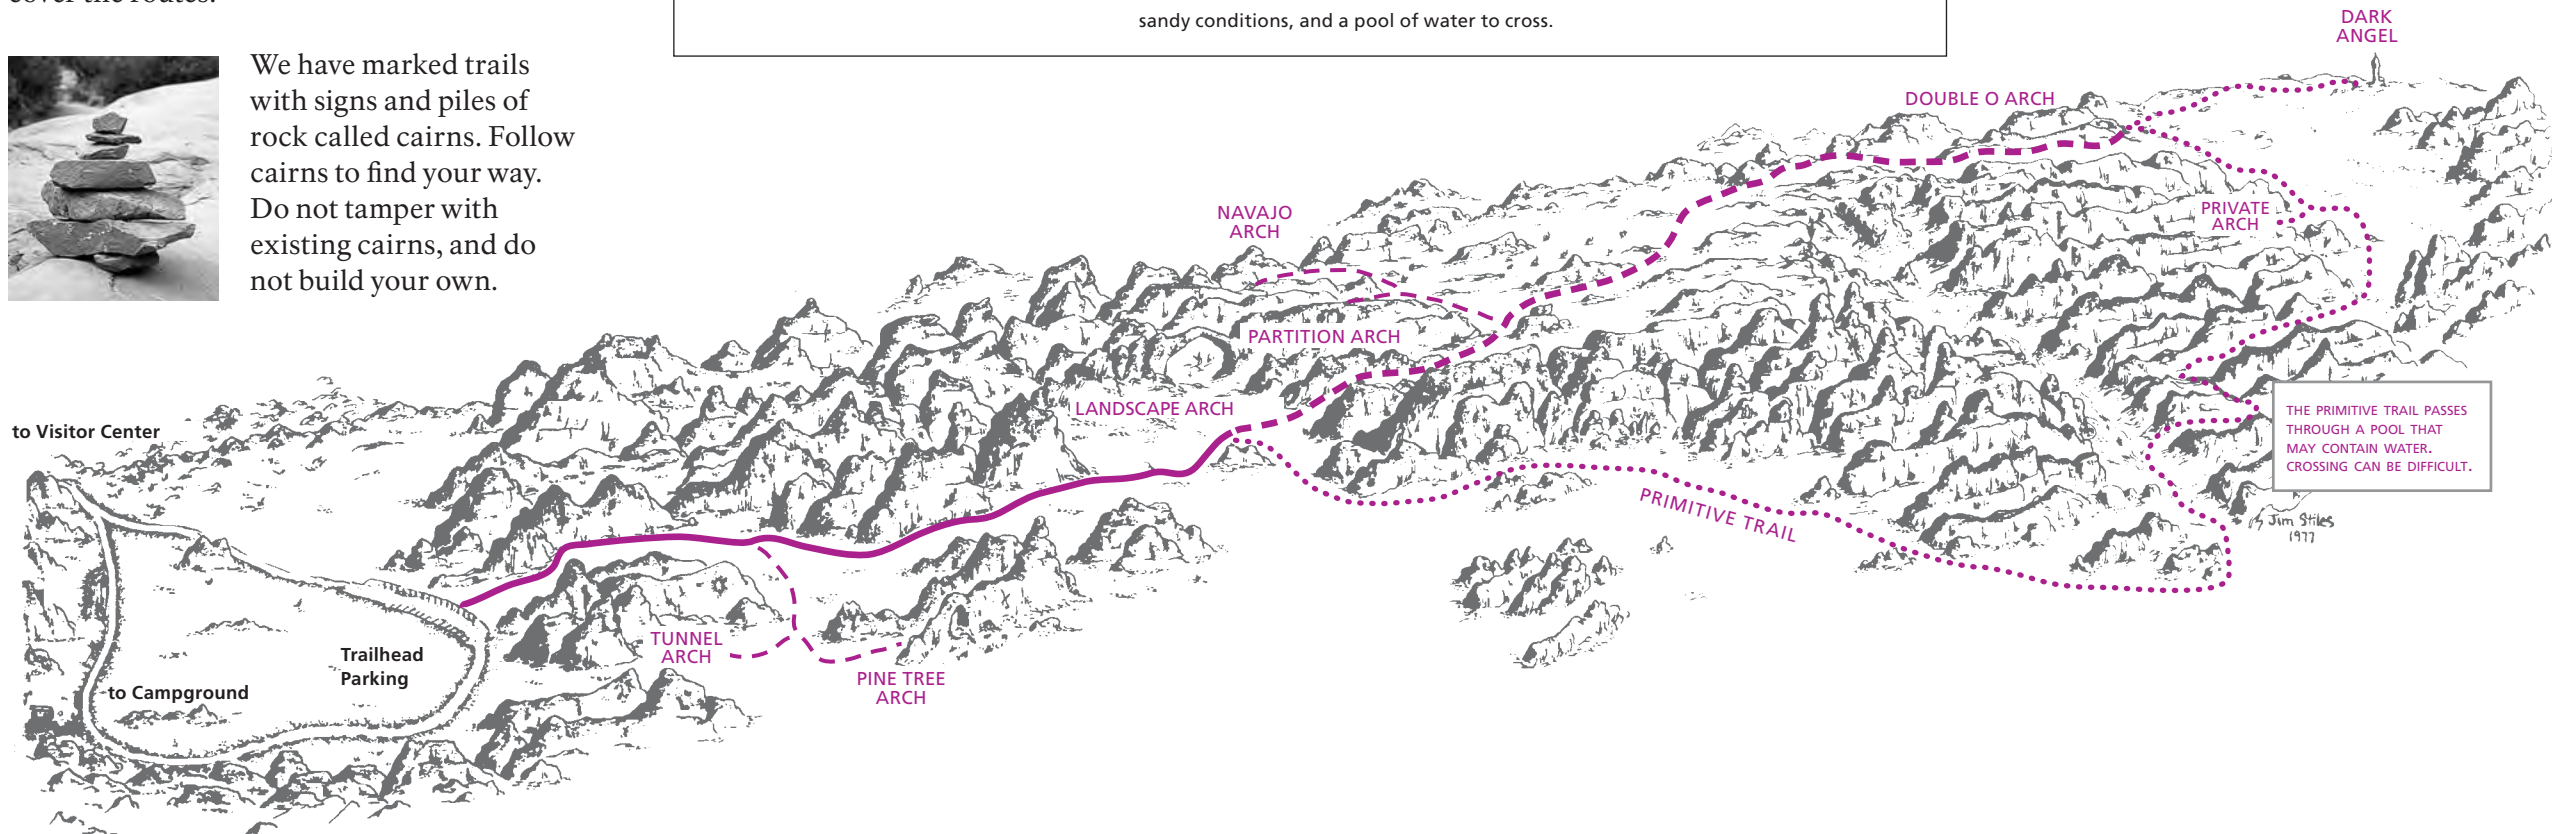 sandy conditions, and a pool of water to cross.
We have marked trails
with signs and piles of
rock called cairns. Follow
cairns to find your way.
Do not tamper with
existing cairns, and do
not build your own.
DARK
ANGEL
DOUBLE O ARCH
PRIVATE
ARCH
NAVAJO
ARCH
PARTITION ARCH
LANDSCAPE ARCH
to Visitor Center
THE PRIMITIVE TRAIL PASSES
THROUGH A POOL THAT
MAY CONTAIN WATER.
CROSSING CAN BE DIFFICULT.
PRIMITIVE TRAIL
Jim Stiles
1977
TUNNEL
ARCH
PINE TREE
ARCH
Trailhead
Parking
to Campground